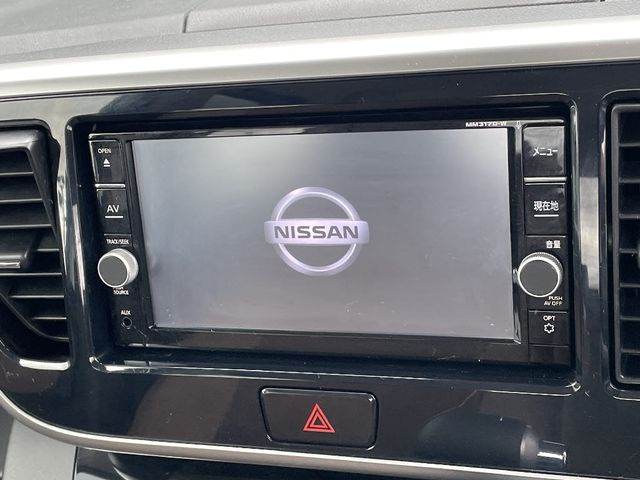 MM317D-W
OPEN
メニュー
AV
現在地
TRACK/SEEK
音量
NISSAN
PUSH
SOURCE
PUSH
AV OFF
AUX
OPT